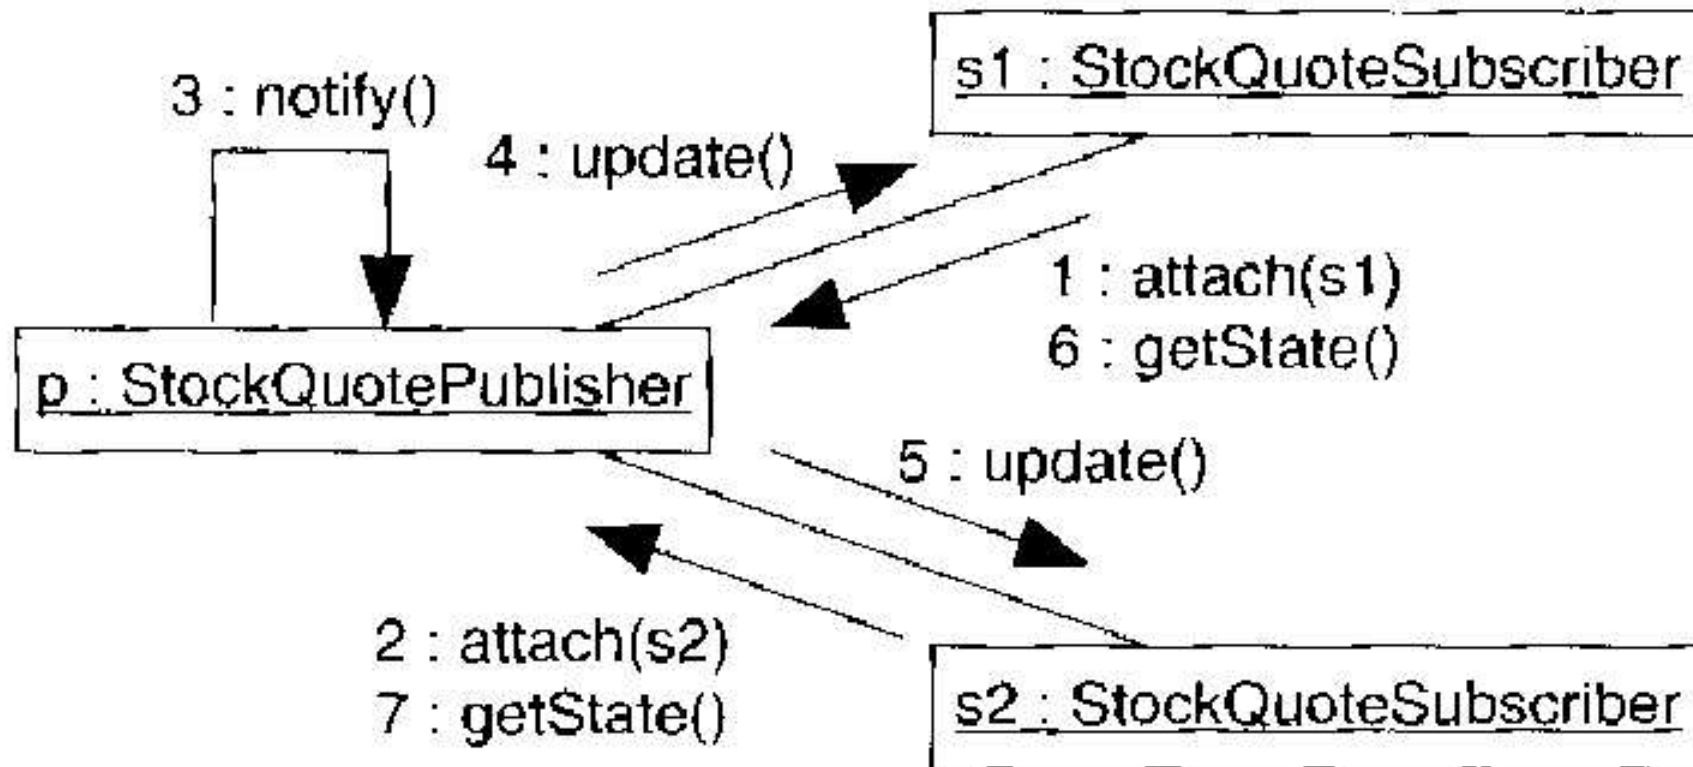 s1 : StockQuoteSubscriber
3 : notify()
4 : update()
1 : attach(s1)
6 : getState()
p : StockQuotePublisher
5 : update()
2 : attach(s2)
7 : getState()
s2 : StockQuoteSubscriber